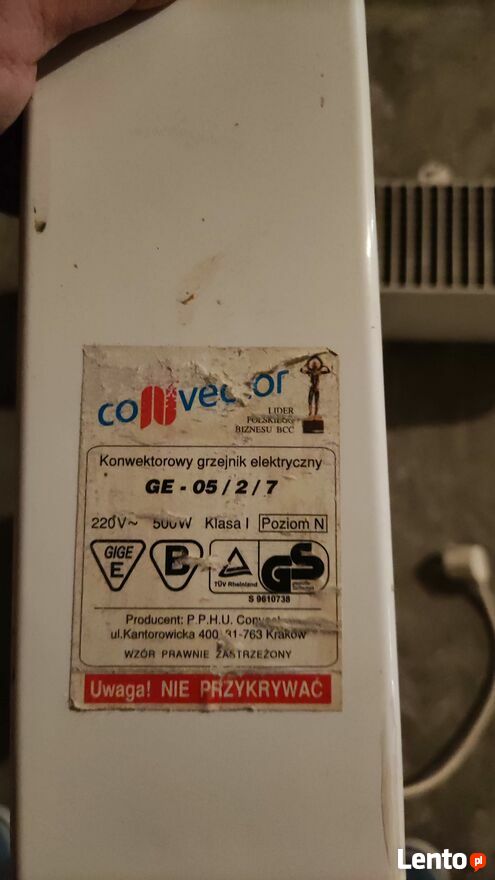 convector
LIDER
POLSKIEGO
BIZNESU BCC
Konwektorowy grzejnik elektryczny
GE - 05 / 2 / 7
220V~ 500W Klasa I Poziom N
GIGE
E
B
TÜV Rheinland
GS
S 9610738
Producent: P.P.H.U.
ul.Kantorowicka 400, 31-763 Kraków
WZÓR PRAWNIE ZASTRZEŻONY
Uwaga! NIE PRZYKRYWAĆ
Lento.pl